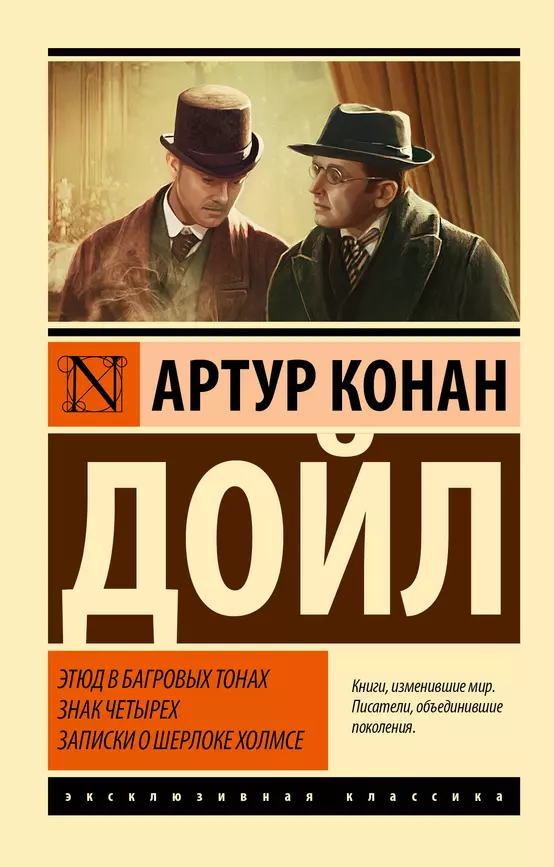 N
АРТУР КОНАН
ДОЙЛ
ЭТЮД В БАГРОВЫХ ТОНАХ
ЗНАК ЧЕТЫРЕХ
ЗАПИСКИ О ШЕРЛОКЕ ХОЛМСЕ
Книги, изменившие мир.
Писатели, объединившие
поколения.
эксклюзивная классика